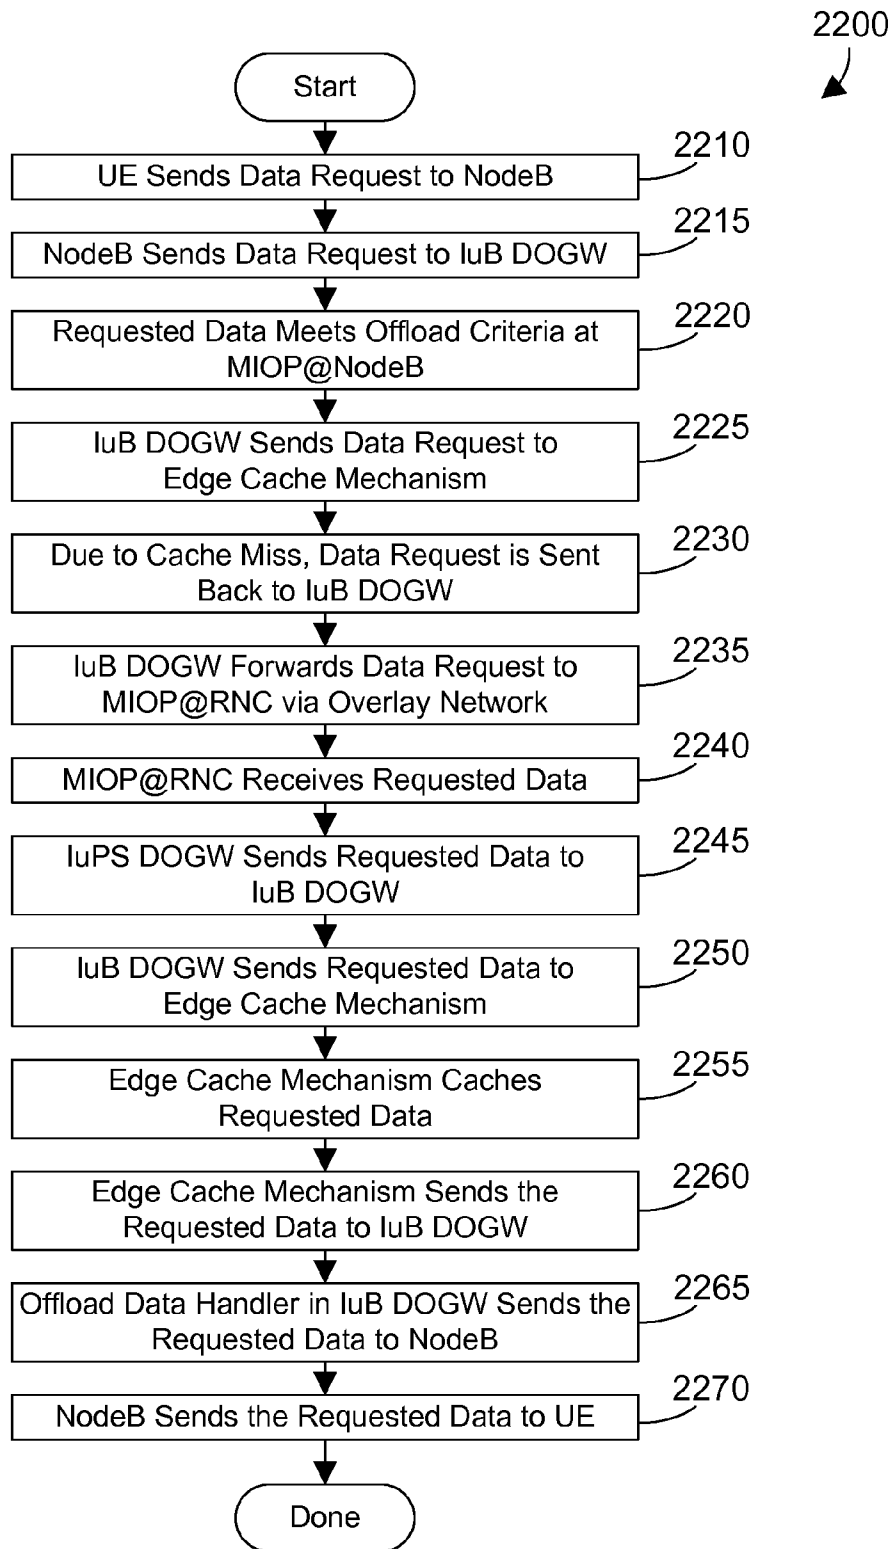 2200
Start
2210
UE Sends Data Request to NodeB
2215
NodeB Sends Data Request to IuB DOGW
2220
Requested Data Meets Offload Criteria at
MIOP@NodeB
2225
IuB DOGW Sends Data Request to
Edge Cache Mechanism
2230
Due to Cache Miss, Data Request is Sent
Back to IuB DOGW
2235
IuB DOGW Forwards Data Request to
MIOP@RNC via Overlay Network
2240
MIOP@RNC Receives Requested Data
2245
IuPS DOGW Sends Requested Data to
IuB DOGW
2250
IuB DOGW Sends Requested Data to
Edge Cache Mechanism
2255
Edge Cache Mechanism Caches
Requested Data
2260
Edge Cache Mechanism Sends the
Requested Data to IuB DOGW
2265
Offload Data Handler in IuB DOGW Sends the
Requested Data to NodeB
2270
NodeB Sends the Requested Data to UE
Done